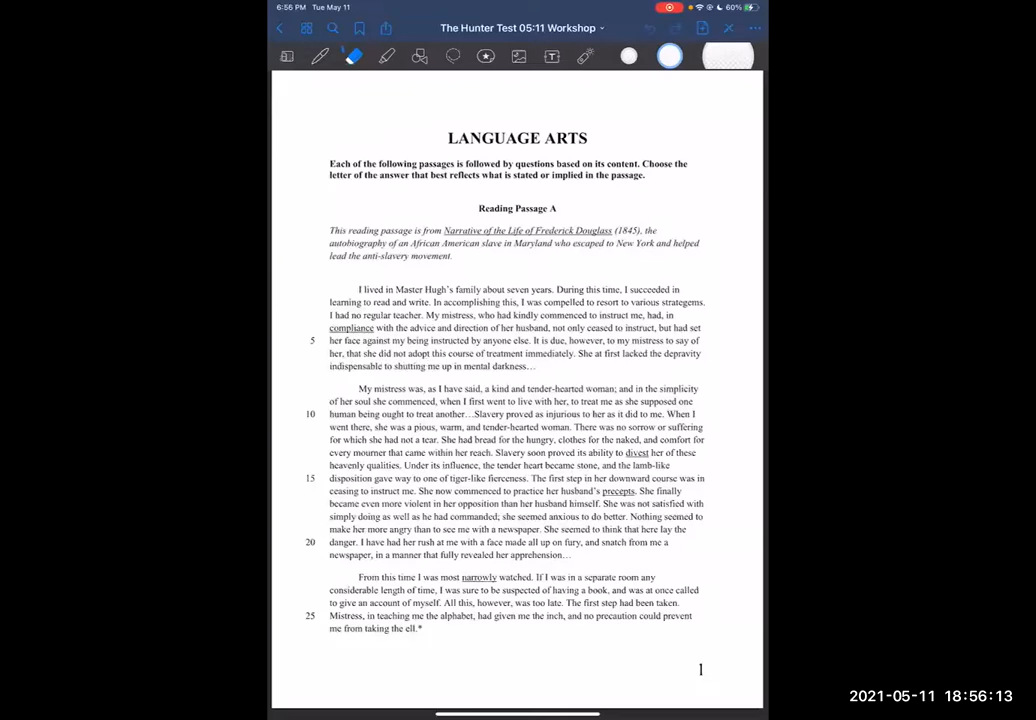 6:56 PM Tue May 11
60%
The Hunter Test 05:11 Workshop
LANGUAGE ARTS
Each of the following passages is followed by questions based on its content. Choose the
letter of the answer that best reflects what is stated or implied in the passage.
Reading Passage A
This reading passage is from Narrative of the Life of Frederick Douglass (1845), the
autobiography of an African American slave in Maryland who escaped to New York and helped
lead the anti-slavery movement.
I lived in Master Hugh's family about seven years. During this time, I succeeded in
learning to read and write. In accomplishing this, I was compelled to resort to various strategems.
I had no regular teacher. My mistress, who had kindly commenced to instruct me, had, in
compliance with the advice and direction of her husband, not only ceased to instruct, but had set
5 her face against my being instructed by anyone else. It is due, however, to my mistress to say of
her, that she did not adopt this course of treatment immediately. She at first lacked the depravity
indispensable to shutting me up in mental darkness…
My mistress was, as I have said, a kind and tender-hearted woman; and in the simplicity
of her soul she commenced, when I first went to live with her, to treat me as she supposed one
10 human being ought to treat another…Slavery proved as injurious to her as it did to me. When I
went there, she was a pious, warm, and tender-hearted woman. There was no sorrow or suffering
for which she had not a tear. She had bread for the hungry, clothes for the naked, and comfort for
every mourner that came within her reach. Slavery soon proved its ability to divest her of these
heavenly qualities. Under its influence, the tender heart became stone, and the lamb-like
15 disposition gave way to one of tiger-like fierceness. The first step in her downward course was in
ceasing to instruct me. She now commenced to practice her husband's precepts. She finally
became even more violent in her opposition than her husband himself. She was not satisfied with
simply doing as well as he had commanded; she seemed anxious to do better. Nothing seemed to
make her more angry than to see me with a newspaper. She seemed to think that here lay the
20 danger. I have had her rush at me with a face made all up on fury, and snatch from me a
newspaper, in a manner that fully revealed her apprehension…
From this time I was most narrowly watched. If I was in a separate room any
considerable length of time, I was sure to be suspected of having a book, and was at once called
to give an account of myself. All this, however, was too late. The first step had been taken.
25 Mistress, in teaching me the alphabet, had given me the inch, and no precaution could prevent
me from taking the ell.*
1
2021-05-11 18:56:13